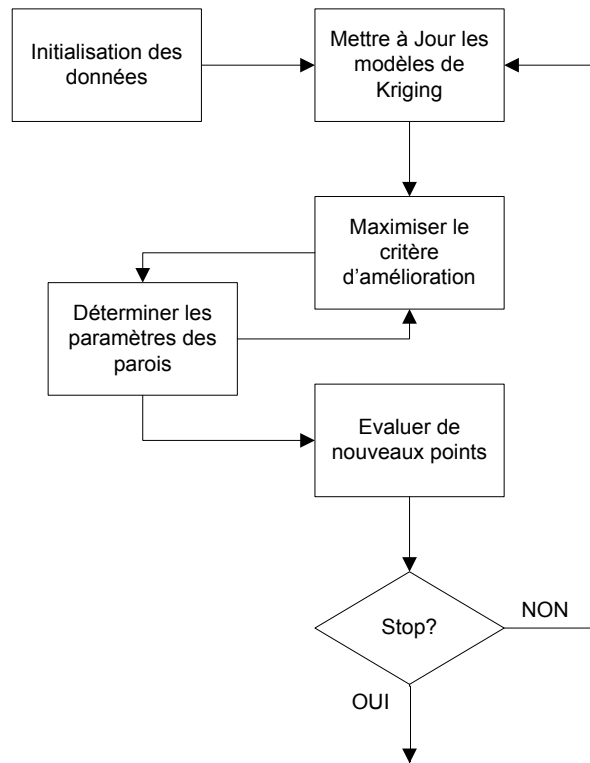 Initialisation des
données
Mettre à Jour les
modèles de
Kriging
Maximiser le
critère
d'amélioration
Déterminer les
paramètres des
parois
Evaluer de
nouveaux points
Stop?
NON
OUI